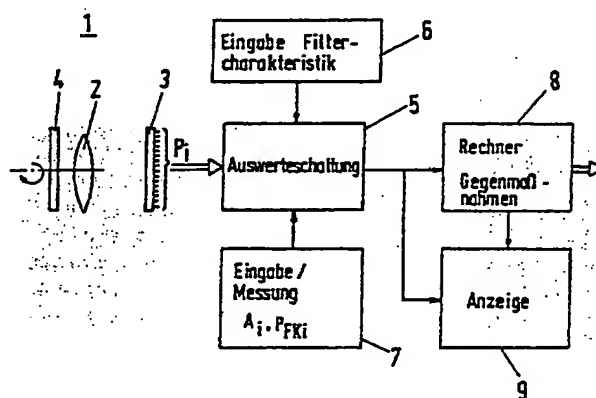 1
4
2
3
P_i
Eingabe Filter-
charakteristik
6
5
Auswerteschaltung
8
Rechner
Gegenmaß-
nahmen
Eingabe /
Messung
A_i, P_FKi
7
Anzeige
9